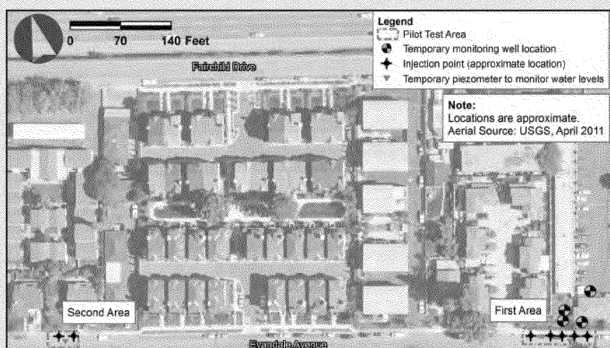 0 70 140 Feet
Fairchild Drive
Legend
Pilot Test Area
Temporary monitoring well location
Injection point (approximate location)
Temporary piezometer to monitor water levels
Note:
Locations are approximate.
Aerial Source: USGS, April 2011
Second Area
First Area
Evandale Avenue